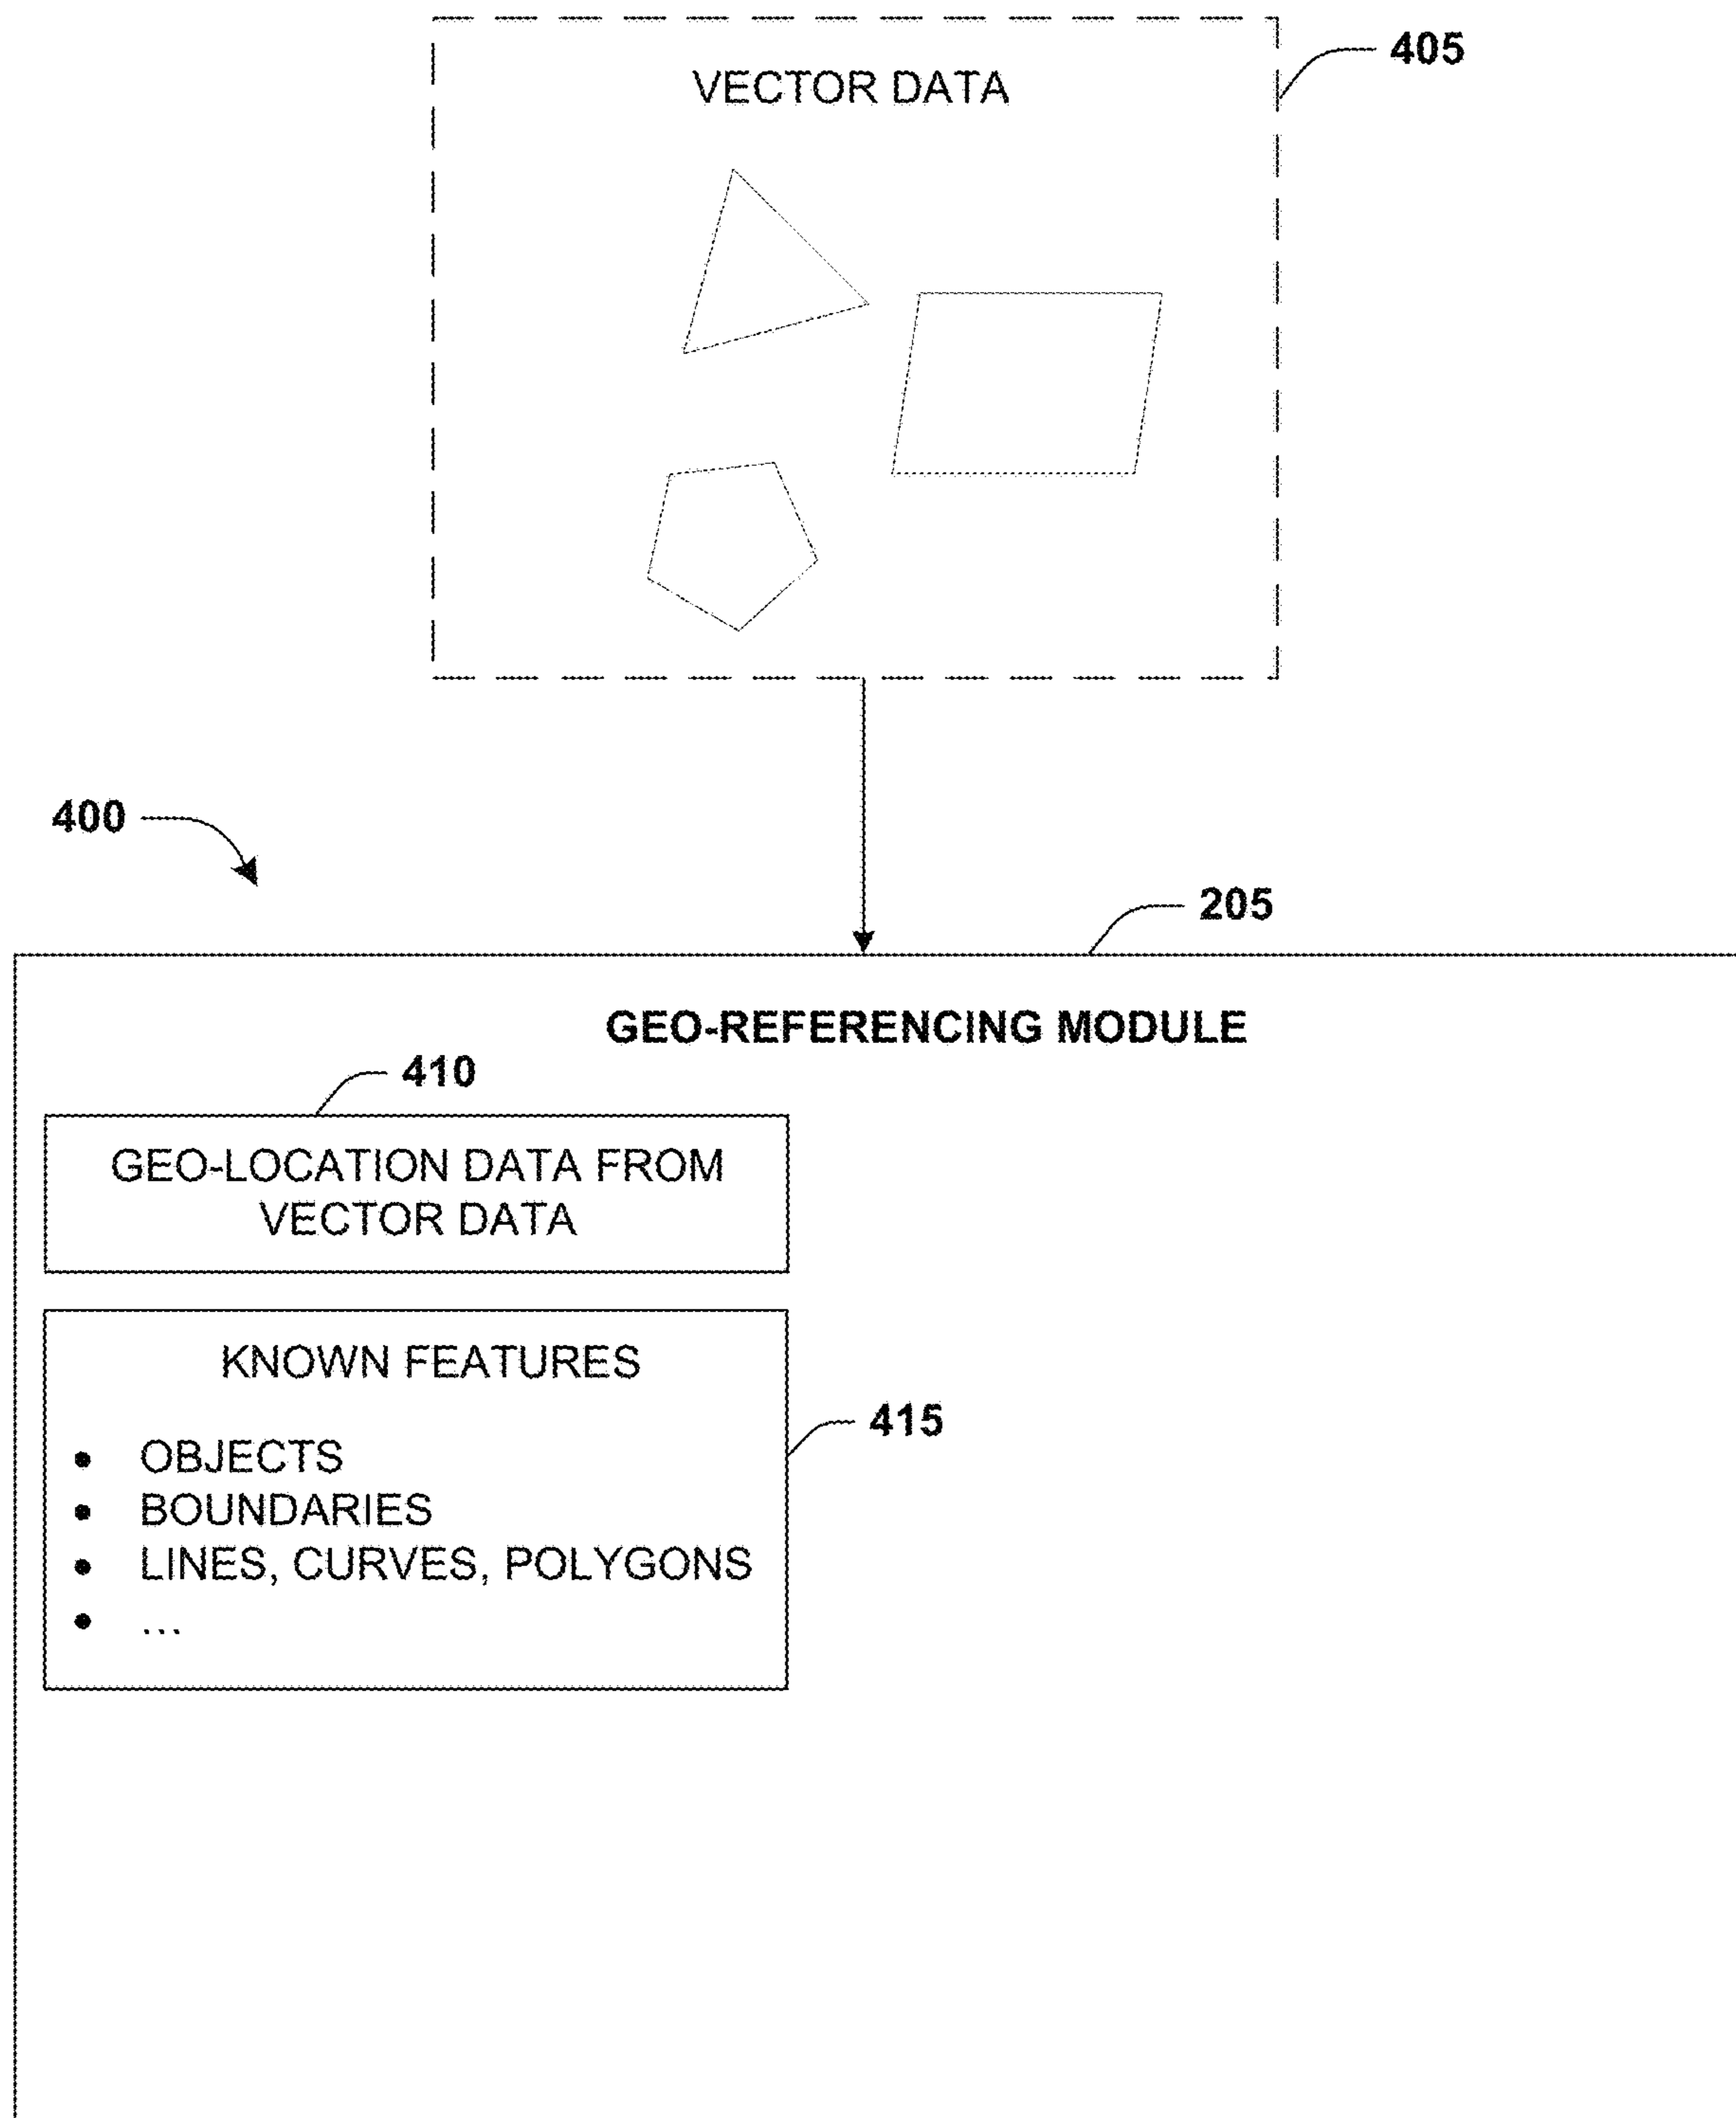 405
VECTOR DATA
400
205
GEO-REFERENCING MODULE
410
GEO-LOCATION DATA FROM
VECTOR DATA
KNOWN FEATURES
415
• OBJECTS
• BOUNDARIES
• LINES, CURVES, POLYGONS
• ...